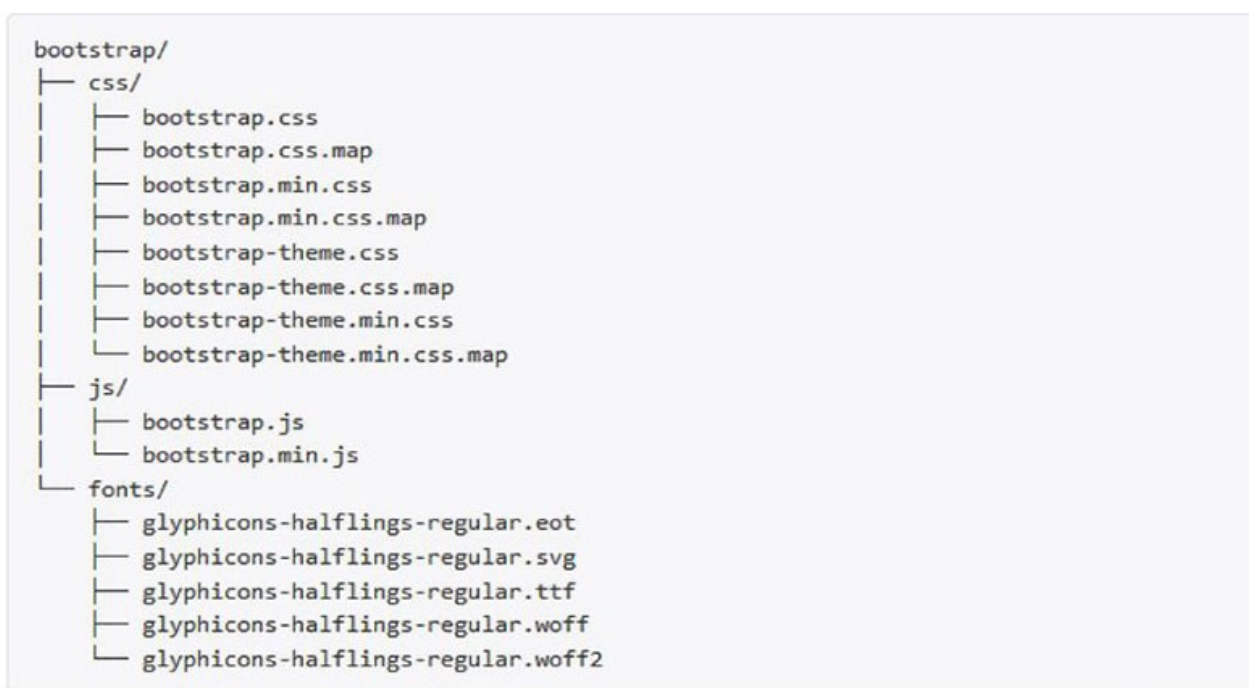 bootstrap/
├── css/
│   ├── bootstrap.css
│   ├── bootstrap.css.map
│   ├── bootstrap.min.css
│   ├── bootstrap.min.css.map
│   ├── bootstrap-theme.css
│   ├── bootstrap-theme.css.map
│   ├── bootstrap-theme.min.css
│   └── bootstrap-theme.min.css.map
├── js/
│   ├── bootstrap.js
│   └── bootstrap.min.js
└── fonts/
    ├── glyphicons-halflings-regular.eot
    ├── glyphicons-halflings-regular.svg
    ├── glyphicons-halflings-regular.ttf
    ├── glyphicons-halflings-regular.woff
    └── glyphicons-halflings-regular.woff2